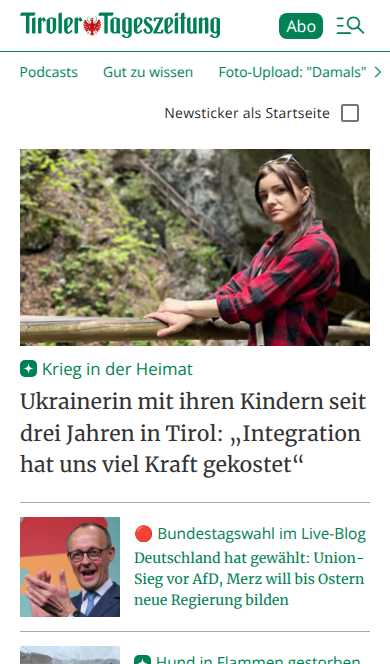 Tiroler Tageszeitung
Abo
Podcasts Gut zu wissen Foto-Upload: "Damals"
Newsticker als Startseite
Krieg in der Heimat
Ukrainerin mit ihren Kindern seit
drei Jahren in Tirol: „Integration
hat uns viel Kraft gekostet“
Bundestagswahl im Live-Blog
Deutschland hat gewählt: Union-
Sieg vor AfD, Merz will bis Ostern
neue Regierung bilden
Hund in Flammen gestorben